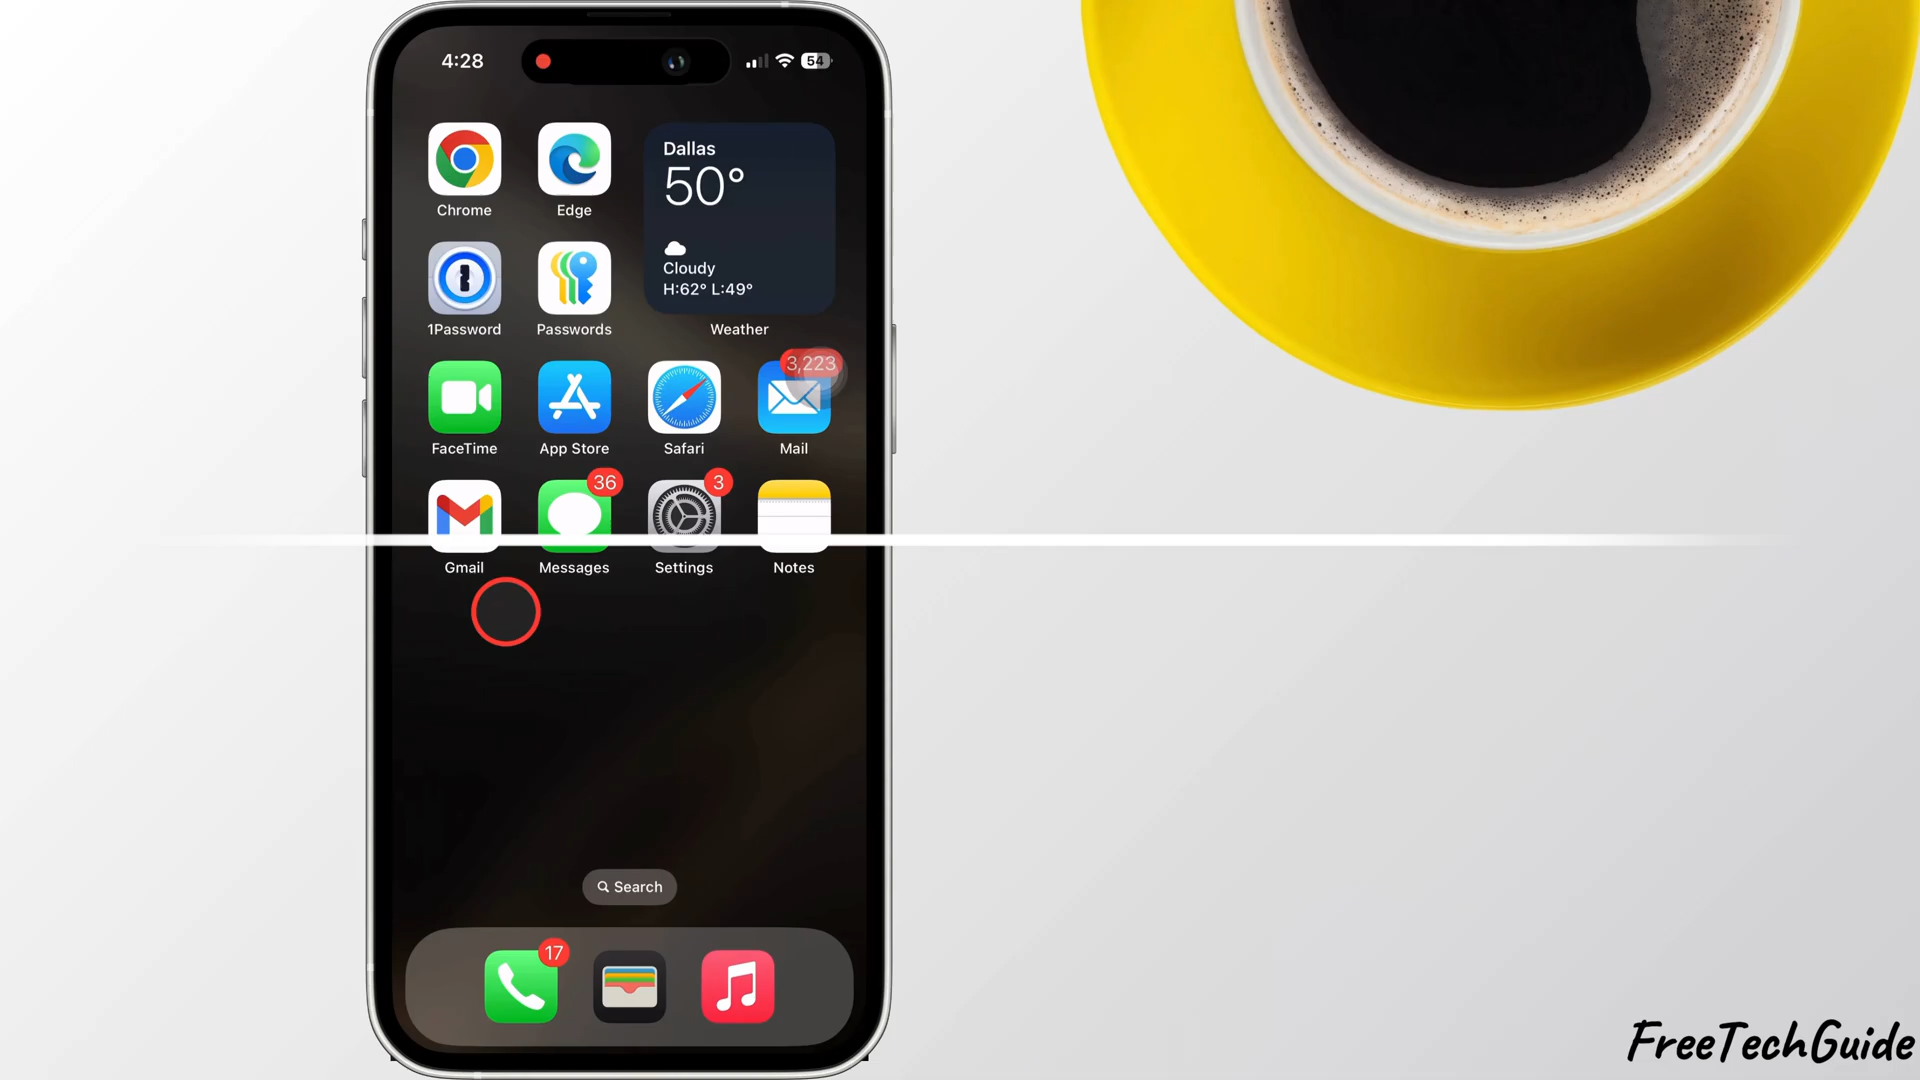 4:28
54
Chrome
Edge
Dallas
50°
Cloudy
H:62° L:49°
1Password
Passwords
Weather
3,223
FaceTime
App Store
Safari
Mail
36
3
Gmail
Messages
Settings
Notes
Search
17
FreeTechGuide